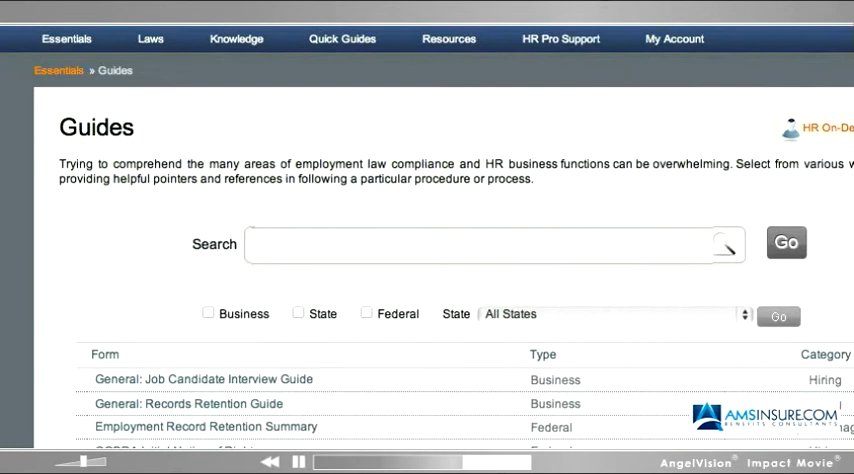 Essentials Laws Knowledge Quick Guides Resources HR Pro Support My Account
Essentials » Guides
Guides
HR On-De
Trying to comprehend the many areas of employment law compliance and HR business functions can be overwhelming. Select from various w
providing helpful pointers and references in following a particular procedure or process.
Search Go
Business State Federal State All States Go
Form Type Category
General: Job Candidate Interview Guide Business Hiring
General: Records Retention Guide Business
Employment Record Retention Summary Federal
AMSINSURE.COM
BENEFITS CONSULTANTS
AngelVision® Impact Movie®